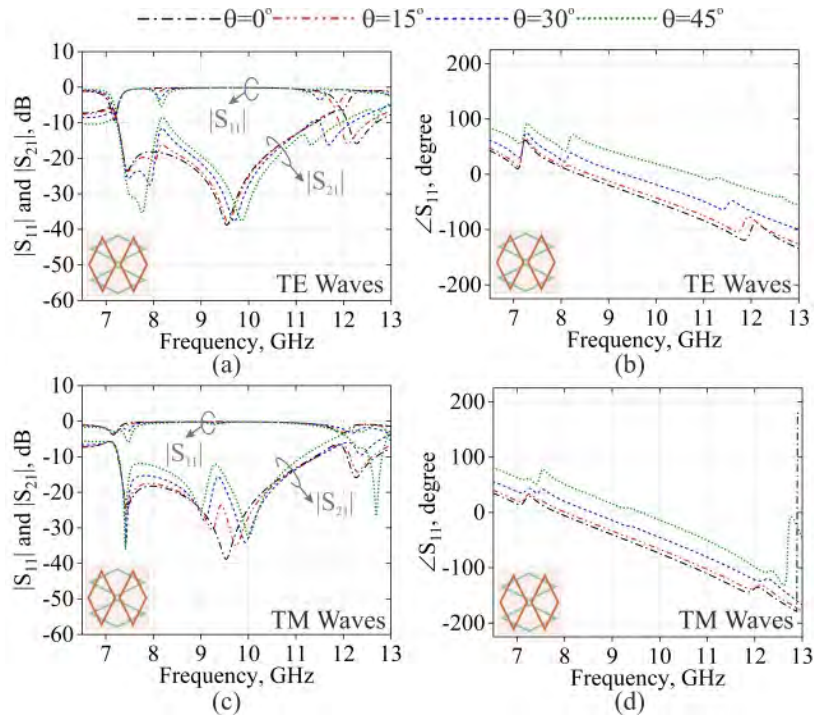 θ=0° θ=15° θ=30° θ=45°
10
0
-10
-20
-30
-40
-50
-60
|S11| and |S21|, dB
|S11|
|S21|
TE Waves
7 8 9 10 11 12 13
Frequency, GHz
(a)
200
100
0
-100
-200
∠S11, degree
TE Waves
7 8 9 10 11 12 13
Frequency, GHz
(b)
10
0
-10
-20
-30
-40
-50
-60
|S11| and |S21|, dB
|S11|
|S21|
TM Waves
7 8 9 10 11 12 13
Frequency, GHz
(c)
200
100
0
-100
-200
∠S11, degree
TM Waves
7 8 9 10 11 12 13
Frequency, GHz
(d)